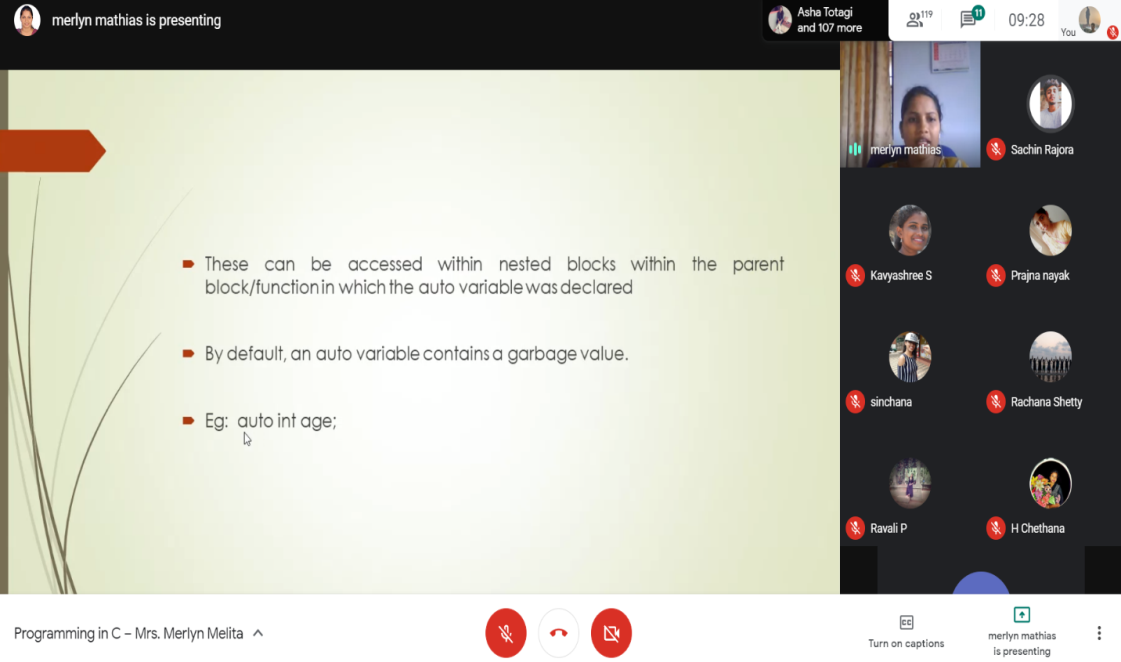 merlyn mathias is presenting
Asha Totagi
and 107 more
119
11
09:28
You
These can be accessed within nested blocks within the parent
block/function in which the auto variable was declared
By default, an auto variable contains a garbage value.
Eg: auto int age;
merlyn mathias
Sachin Rajora
Kavyashree S
Prajna nayak
sinchana
Rachana Shetty
Ravali P
H Chethana
Programming in C – Mrs. Merlyn Melita
CC
Turn on captions
merlyn mathias
is presenting